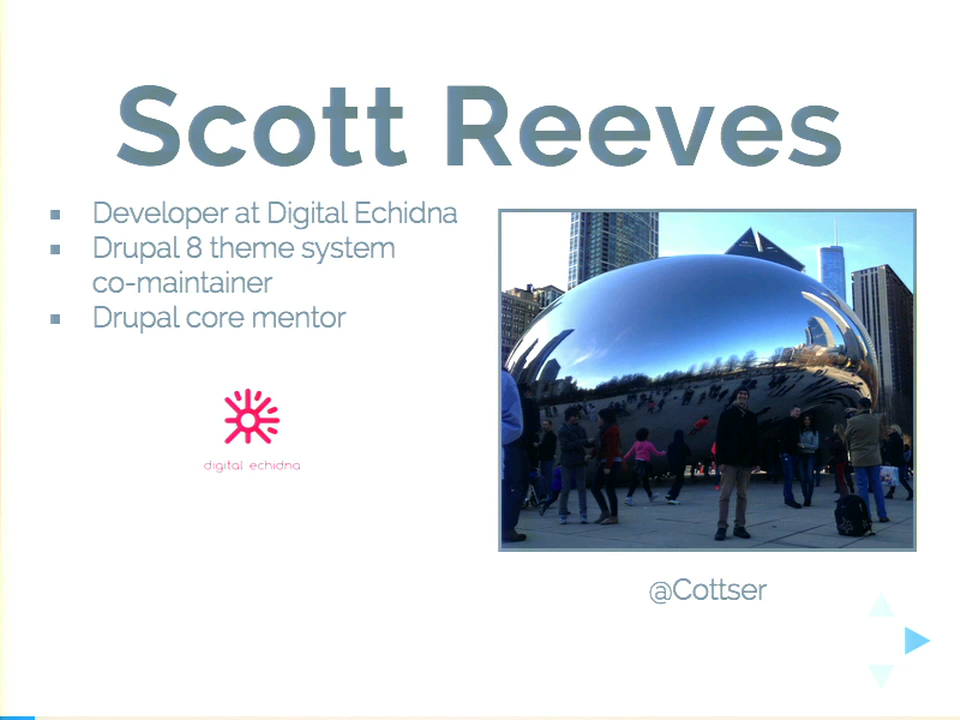 Scott Reeves
Developer at Digital Echidna
Drupal 8 theme system
co-maintainer
Drupal core mentor
digital echidna
@Cottser